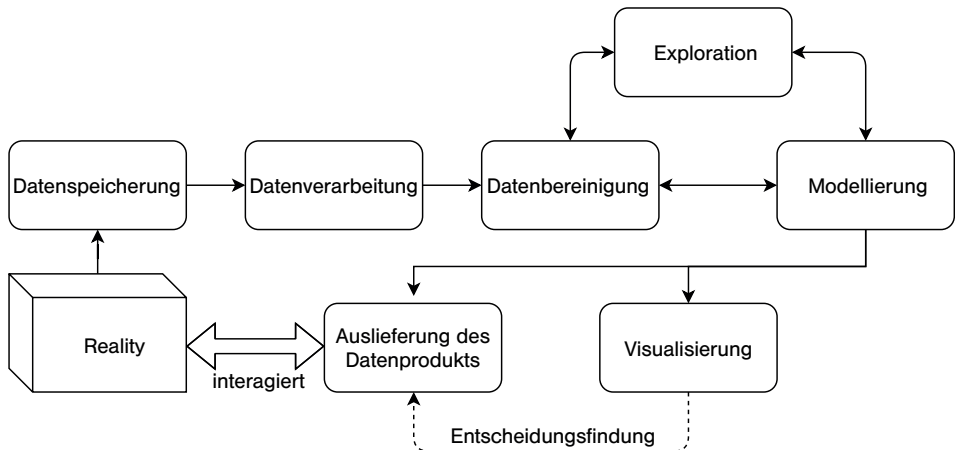 Exploration
Datenspeicherung
Datenverarbeitung
Datenbereinigung
Modellierung
Reality
interagiert
Auslieferung des
Datenprodukts
Visualisierung
Entscheidungsfindung